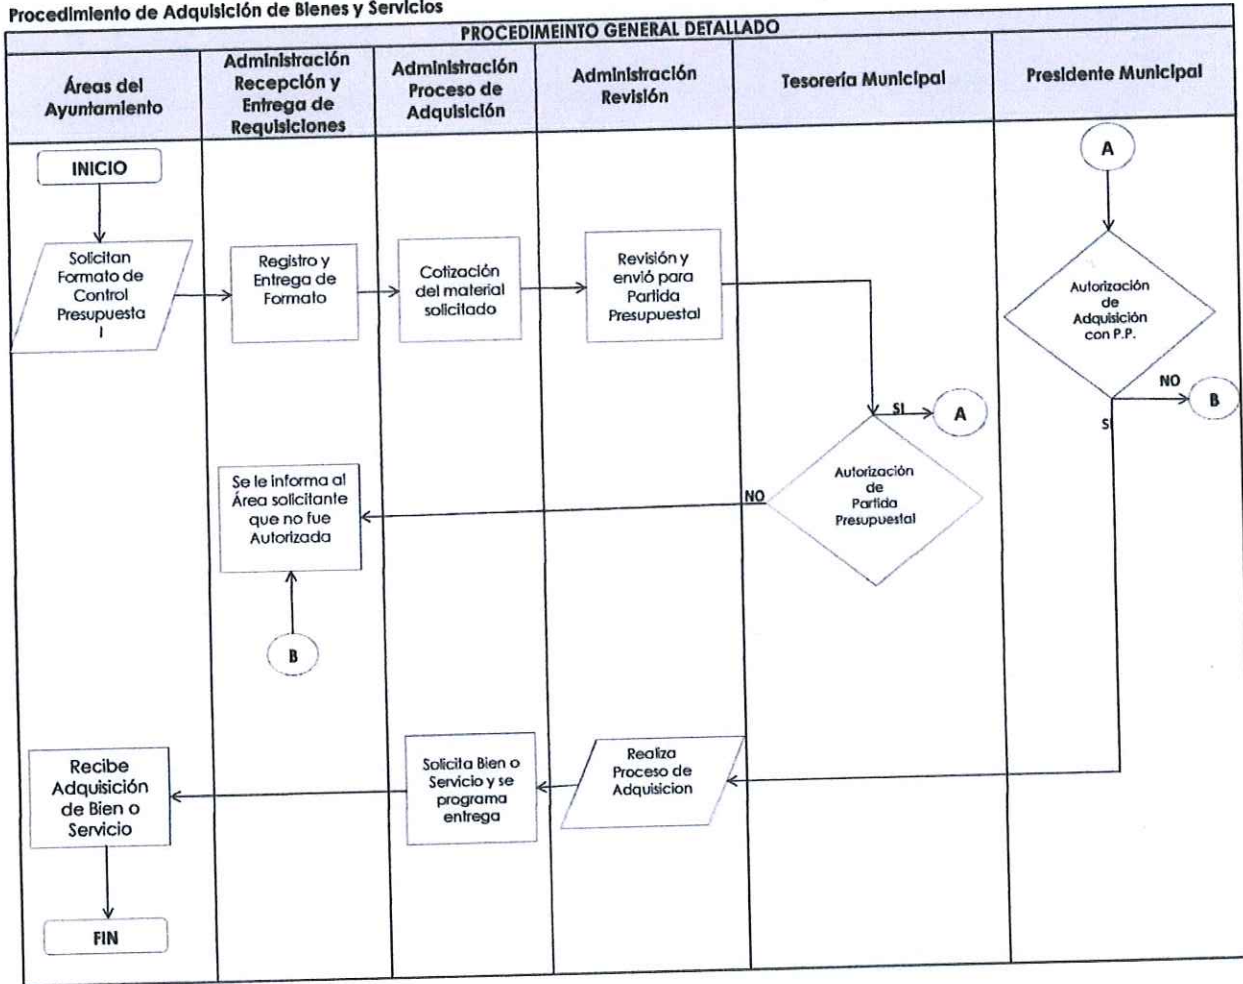 Procedimiento de Adquisición de Bienes y Servicios
PROCEDIMEINTO GENERAL DETALLADO
Áreas del
Ayuntamiento
Administración
Recepción y
Entrega de
Requisiciones
Administración
Proceso de
Adquisición
Administración
Revisión
Tesorería Municipal
Presidente Municipal
INICIO
A
Solicitan
Formato de
Control
Presupuesta
l
Registro y
Entrega de
Formato
Cotización
del material
solicitado
Revisión y
envió para
Partida
Presupuestal
Autorización
de
Adquisición
con P.P.
NO
B
SI
SI
A
Autorización
de
Partida
Presupuestal
NO
Se le informa al
Área solicitante
que no fue
Autorizada
B
Recibe
Adquisición
de Bien o
Servicio
Solicita Bien o
Servicio y se
programa
entrega
Realiza
Proceso de
Adquisicion
FIN